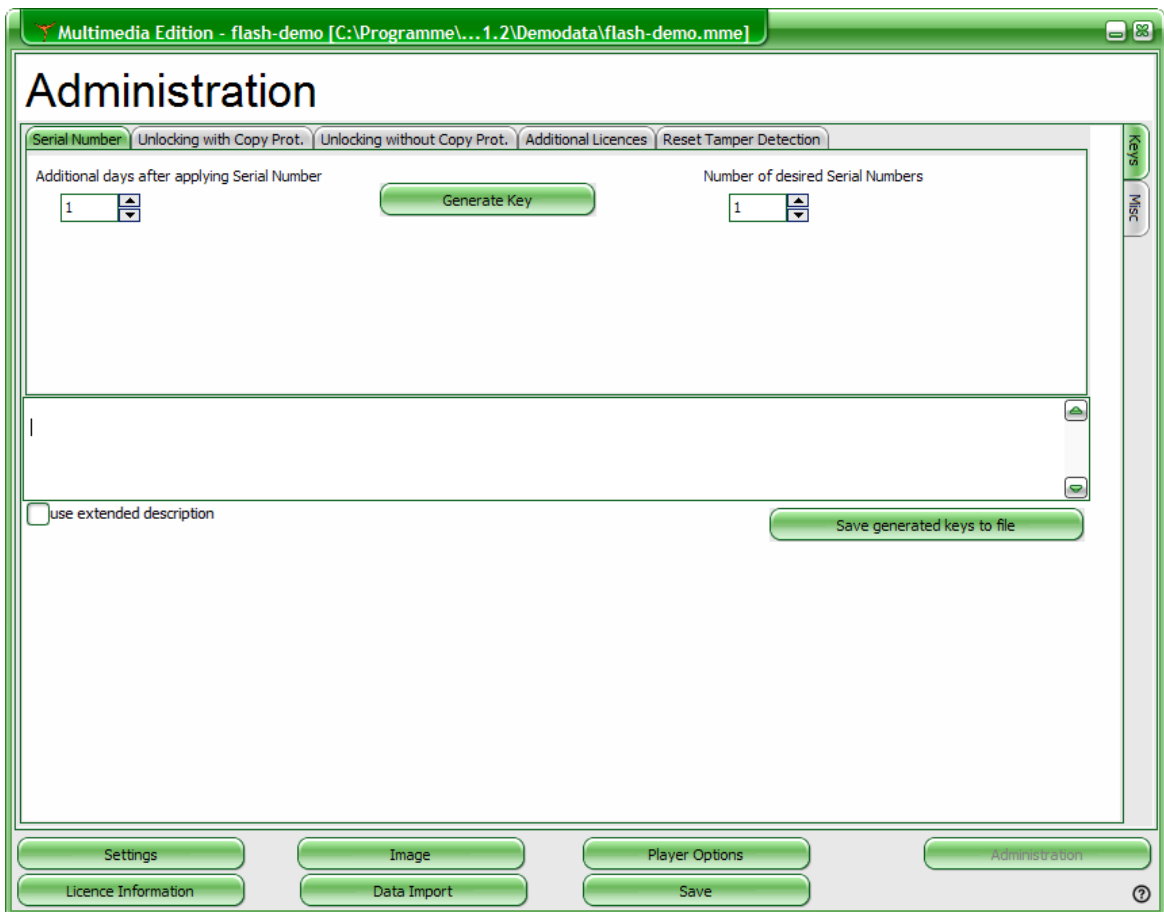 Multimedia Edition - flash-demo [C:\Programme\...1.2\Demodata\flash-demo.mme]
Administration
Serial Number Unlocking with Copy Prot. Unlocking without Copy Prot. Additional Licences Reset Tamper Detection
Keys
Misc
Additional days after applying Serial Number
Generate Key
Number of desired Serial Numbers
1
1
use extended description
Save generated keys to file
Settings Image Player Options Administration
Licence Information Data Import Save
?